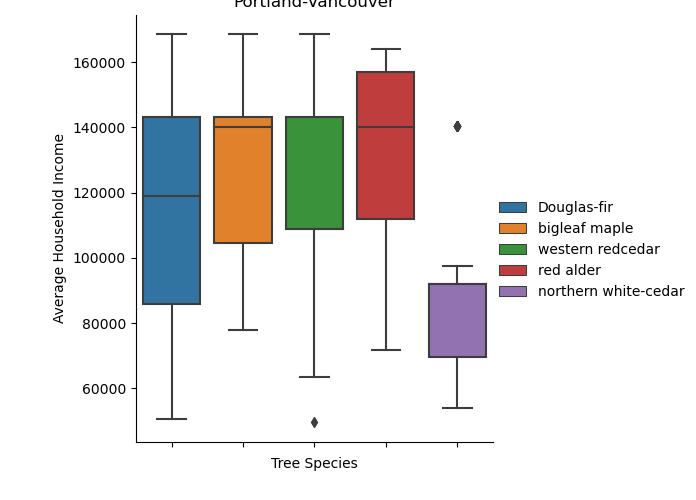 Portland-Vancouver
160000
140000
120000
100000
80000
60000
Average Household Income
Tree Species
Douglas-fir
bigleaf maple
western redcedar
red alder
northern white-cedar